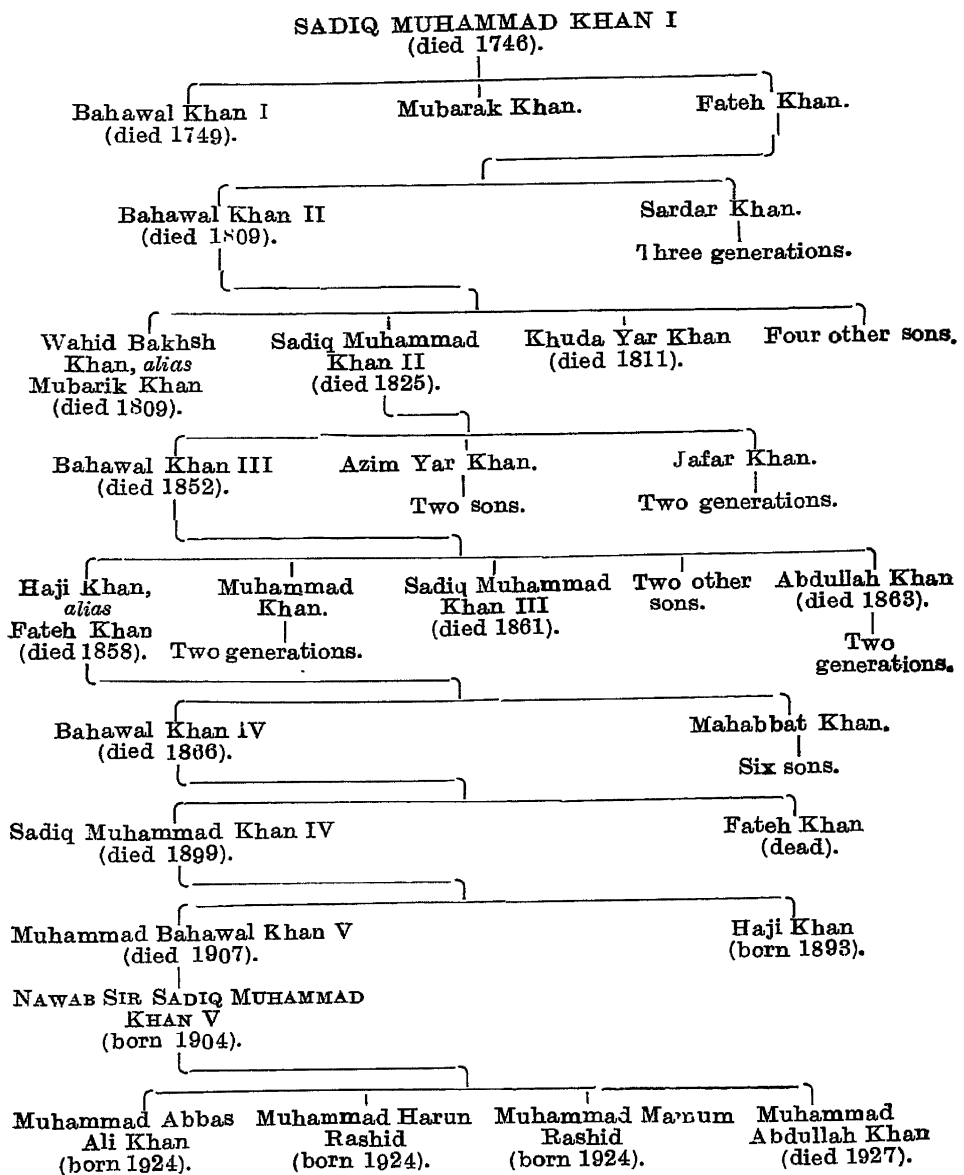 SADIQ MUHAMMAD KHAN I
(died 1746).
Bahawal Khan I
(died 1749).
Mubarak Khan.
Fateh Khan.
Bahawal Khan II
(died 1809).
Sardar Khan.
Three generations.
Wahid Bakhsh
Khan, alias
Mubarik Khan
(died 1809).
Sadiq Muhammad
Khan II
(died 1825).
Khuda Yar Khan
(died 1811).
Four other sons.
Bahawal Khan III
(died 1852).
Azim Yar Khan.
Two sons.
Jafar Khan.
Two generations.
Haji Khan,
alias
Fateh Khan
(died 1858).
Muhammad
Khan.
Two generations.
Sadiq Muhammad
Khan III
(died 1861).
Two other
sons.
Abdullah Khan
(died 1863).
Two
generations.
Bahawal Khan IV
(died 1866).
Mahabbat Khan.
Six sons.
Sadiq Muhammad Khan IV
(died 1899).
Fateh Khan
(dead).
Muhammad Bahawal Khan V
(died 1907).
Haji Khan
(born 1893).
NAWAB SIR SADIQ MUHAMMAD
KHAN V
(born 1904).
Muhammad Abbas
Ali Khan
(born 1924).
Muhammad Harun
Rashid
(born 1924).
Muhammad
Rashid
(born 1924).
Muhammad
Abdullah Khan
(died 1927).